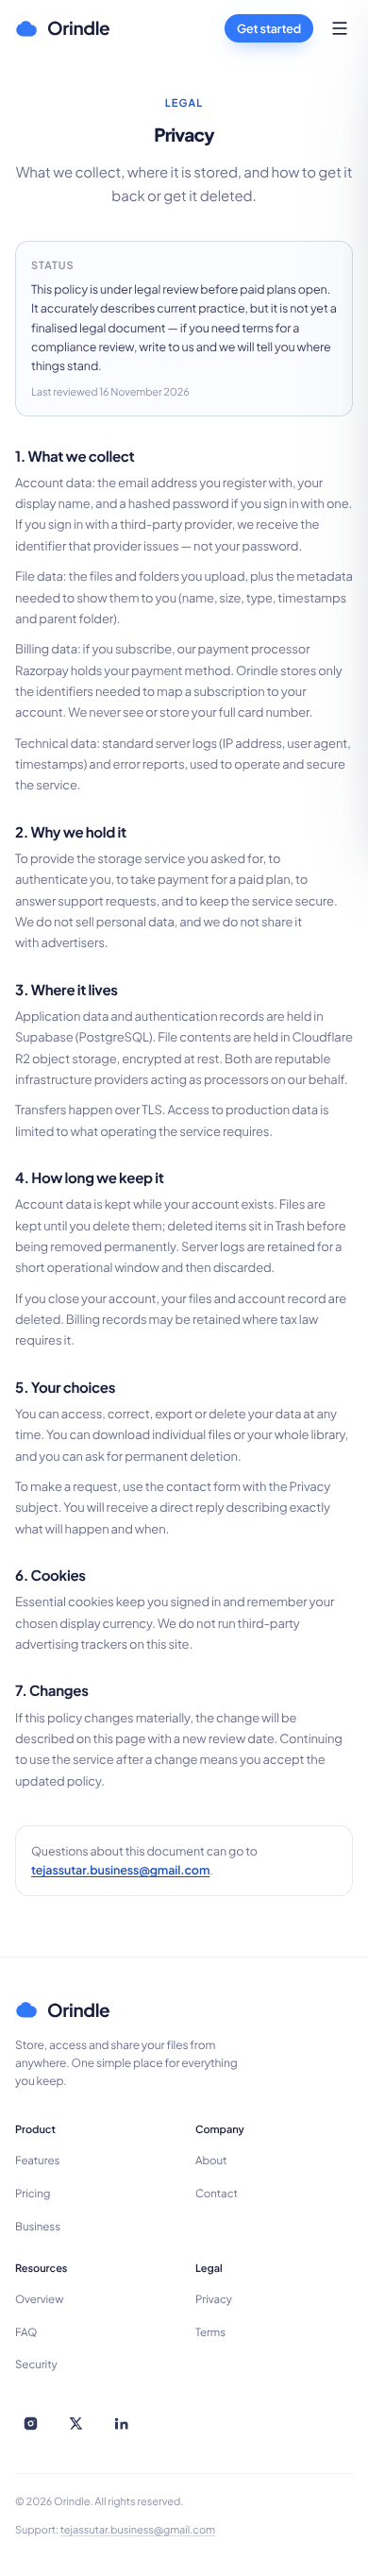 Orindle
Get started
LEGAL
Privacy
What we collect, where it is stored, and how to get it
back or get it deleted.
STATUS
This policy is under legal review before paid plans open.
It accurately describes current practice, but it is not yet a
finalised legal document — if you need terms for a
compliance review, write to us and we will tell you where
things stand.
Last reviewed 16 November 2026
1. What we collect
Account data: the email address you register with, your
display name, and a hashed password if you sign in with one.
If you sign in with a third-party provider, we receive the
identifier that provider issues — not your password.
File data: the files and folders you upload, plus the metadata
needed to show them to you (name, size, type, timestamps
and parent folder).
Billing data: if you subscribe, our payment processor
Razorpay holds your payment method. Orindle stores only
the identifiers needed to map a subscription to your
account. We never see or store your full card number.
Technical data: standard server logs (IP address, user agent,
timestamps) and error reports, used to operate and secure
the service.
2. Why we hold it
To provide the storage service you asked for, to
authenticate you, to take payment for a paid plan, to
answer support requests, and to keep the service secure.
We do not sell personal data, and we do not share it
with advertisers.
3. Where it lives
Application data and authentication records are held in
Supabase (PostgreSQL). File contents are held in Cloudflare
R2 object storage, encrypted at rest. Both are reputable
infrastructure providers acting as processors on our behalf.
Transfers happen over TLS. Access to production data is
limited to what operating the service requires.
4. How long we keep it
Account data is kept while your account exists. Files are
kept until you delete them; deleted items sit in Trash before
being removed permanently. Server logs are retained for a
short operational window and then discarded.
If you close your account, your files and account record are
deleted. Billing records may be retained where tax law
requires it.
5. Your choices
You can access, correct, export or delete your data at any
time. You can download individual files or your whole library,
and you can ask for permanent deletion.
To make a request, use the contact form with the Privacy
subject. You will receive a direct reply describing exactly
what will happen and when.
6. Cookies
Essential cookies keep you signed in and remember your
chosen display currency. We do not run third-party
advertising trackers on this site.
7. Changes
If this policy changes materially, the change will be
described on this page with a new review date. Continuing
to use the service after a change means you accept the
updated policy.
Questions about this document can go to
tejassutar.business@gmail.com.
Orindle
Store, access and share your files from
anywhere. One simple place for everything
you keep.
Product
Company
Features
About
Pricing
Contact
Business
Resources
Legal
Overview
Privacy
FAQ
Terms
Security
© 2026 Orindle. All rights reserved.
Support: tejassutar.business@gmail.com